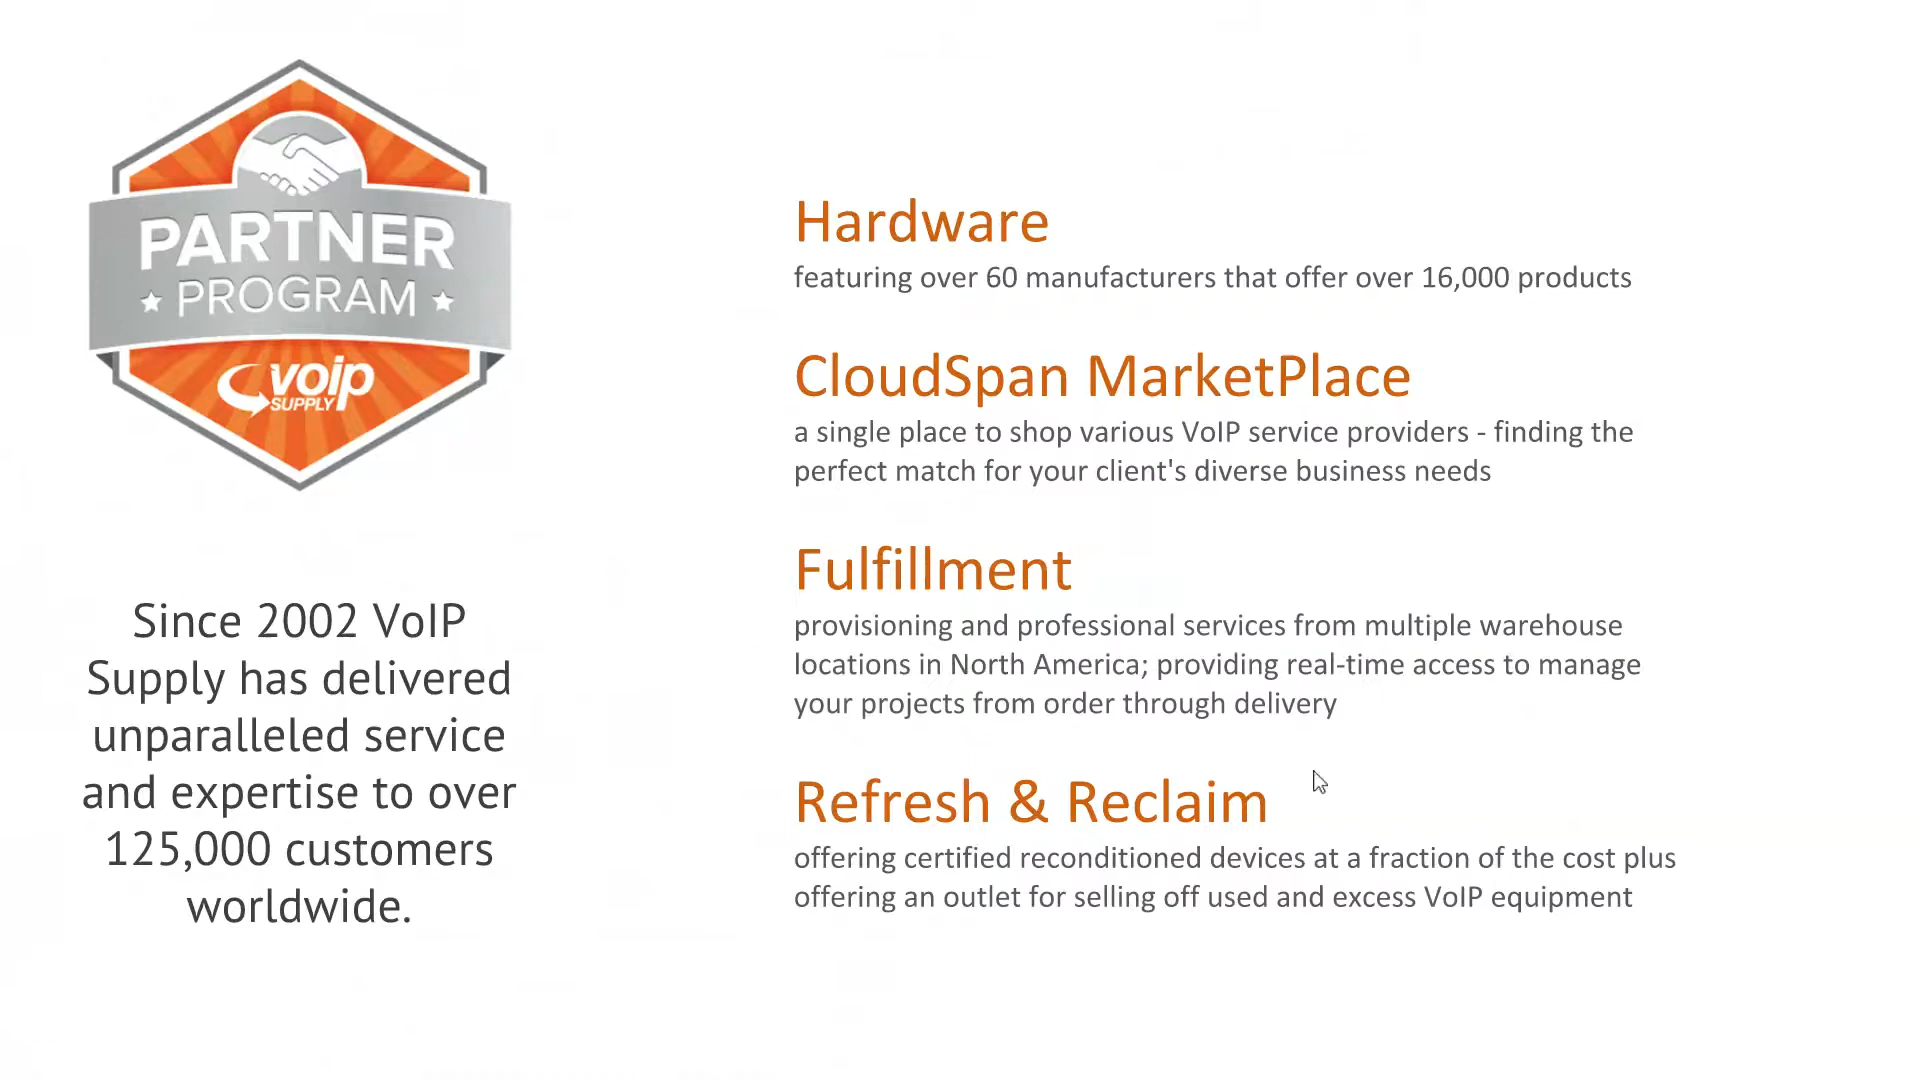 PARTNER
PROGRAM
voip
SUPPLY
Since 2002 VoIP
Supply has delivered
unparalleled service
and expertise to over
125,000 customers
worldwide.
Hardware
featuring over 60 manufacturers that offer over 16,000 products
CloudSpan MarketPlace
a single place to shop various VoIP service providers - finding the
perfect match for your client's diverse business needs
Fulfillment
provisioning and professional services from multiple warehouse
locations in North America; providing real-time access to manage
your projects from order through delivery
Refresh & Reclaim
offering certified reconditioned devices at a fraction of the cost plus
offering an outlet for selling off used and excess VoIP equipment